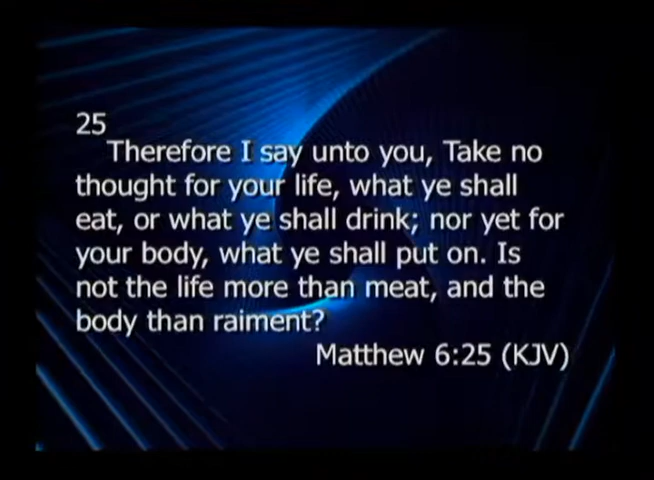 25
Therefore I say unto you, Take no
thought for your life, what ye shall
eat, or what ye shall drink; nor yet for
your body, what ye shall put on. Is
not the life more than meat, and the
body than raiment?
Matthew 6:25 (KJV)